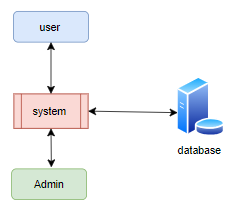 user
system
database
Admin